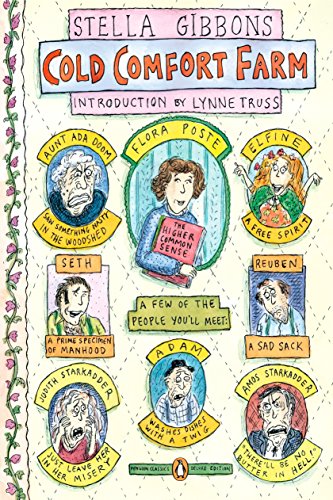 STELLA GIBBONS
COLD COMFORT FARM
INTRODUCTION BY LYNNE TRUSS
AUNT ADA DOOM
SAW SOMETHING NASTY
IN THE WOODSHED
FLORA POSTE
THE
HIGHER
COMMON
SENSE
ELFINE
A FREE SPIRIT
SETH
A PRIME SPECIMEN
OF MANHOOD
A FEW OF THE
PEOPLE YOU'LL MEET:
REUBEN
A SAD SACK
JUDITH STARKADDER
JUST LEAVE HER
IN HER MISERY
ADAM
WASHES DISHES
WITH A TWIG
AMOS STARKADDER
"THERE'LL BE NO
BUTTER IN HELL!"
PENGUIN CLASSICS
DELUXE EDITION